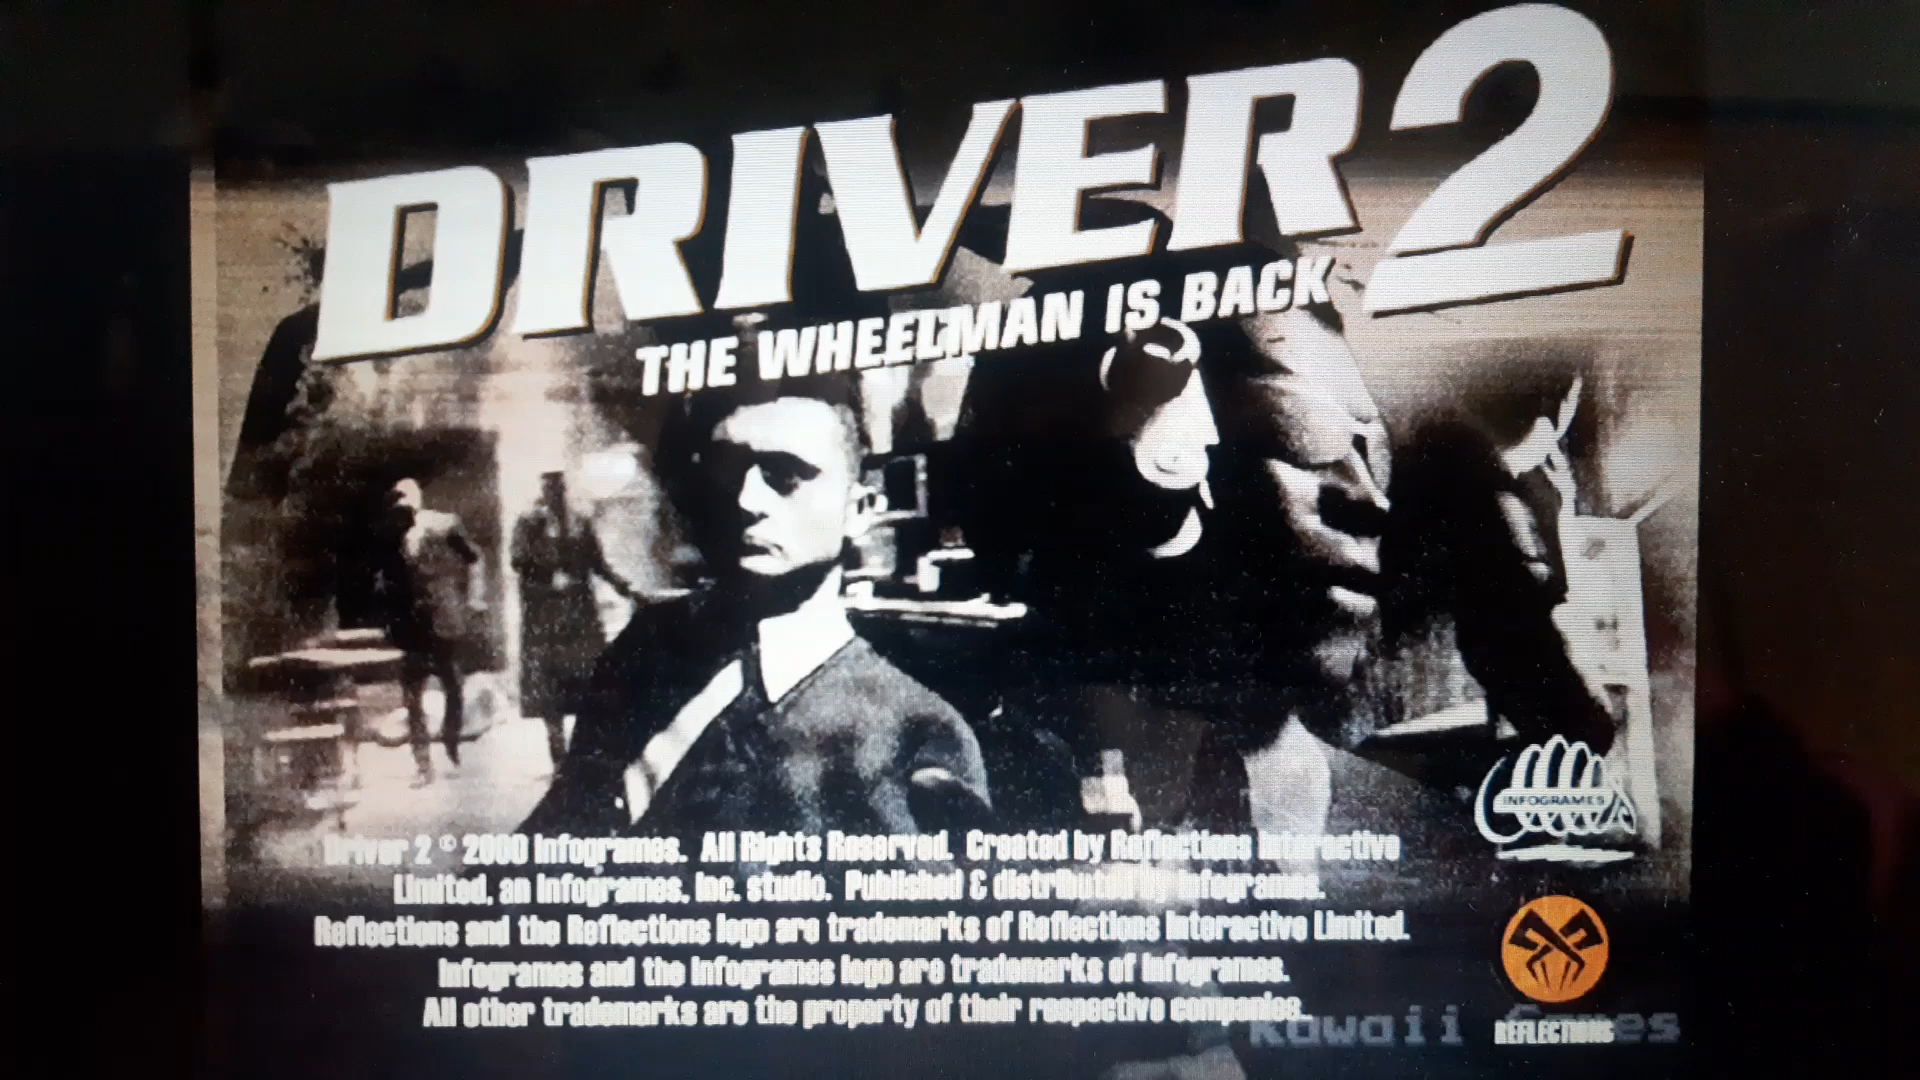 DRIVER 2
THE WHEELMAN IS BACK
INFOGRAMES
Driver 2 © 2000 Infogrames. All Rights Reserved. Created by Reflections Interactive
Limited, an Infogrames, Inc. studio. Published & distributed by Infogrames.
Reflections and the Reflections logo are trademarks of Reflections Interactive Limited.
Infogrames and the Infogrames logo are trademarks of Infogrames.
All other trademarks are the property of their respective companies.
REFLECTIONS
Kawaii Games